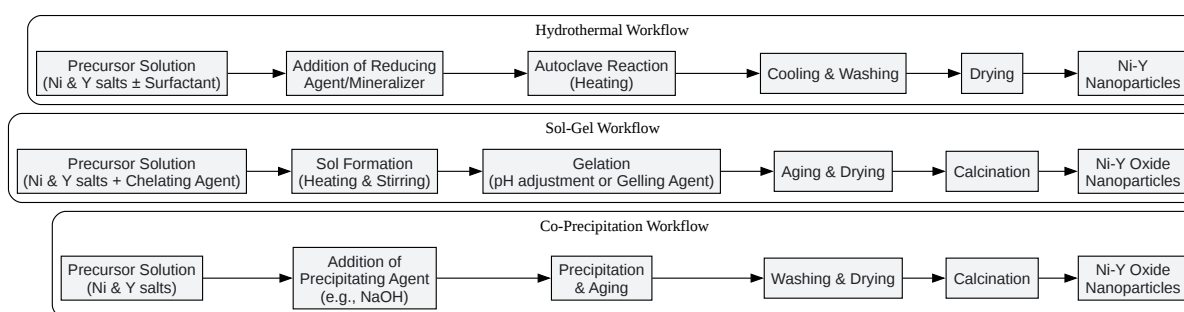 Hydrothermal Workflow
Precursor Solution
(Ni & Y salts ± Surfactant)
Addition of Reducing
Agent/Mineralizer
Autoclave Reaction
(Heating)
Cooling & Washing
Drying
Ni-Y
Nanoparticles
Sol-Gel Workflow
Precursor Solution
(Ni & Y salts + Chelating Agent)
Sol Formation
(Heating & Stirring)
Gelation
(pH adjustment or Gelling Agent)
Aging & Drying
Calcination
Ni-Y Oxide
Nanoparticles
Co-Precipitation Workflow
Precursor Solution
(Ni & Y salts)
Addition of
Precipitating Agent
(e.g., NaOH)
Precipitation
& Aging
Washing & Drying
Calcination
Ni-Y Oxide
Nanoparticles